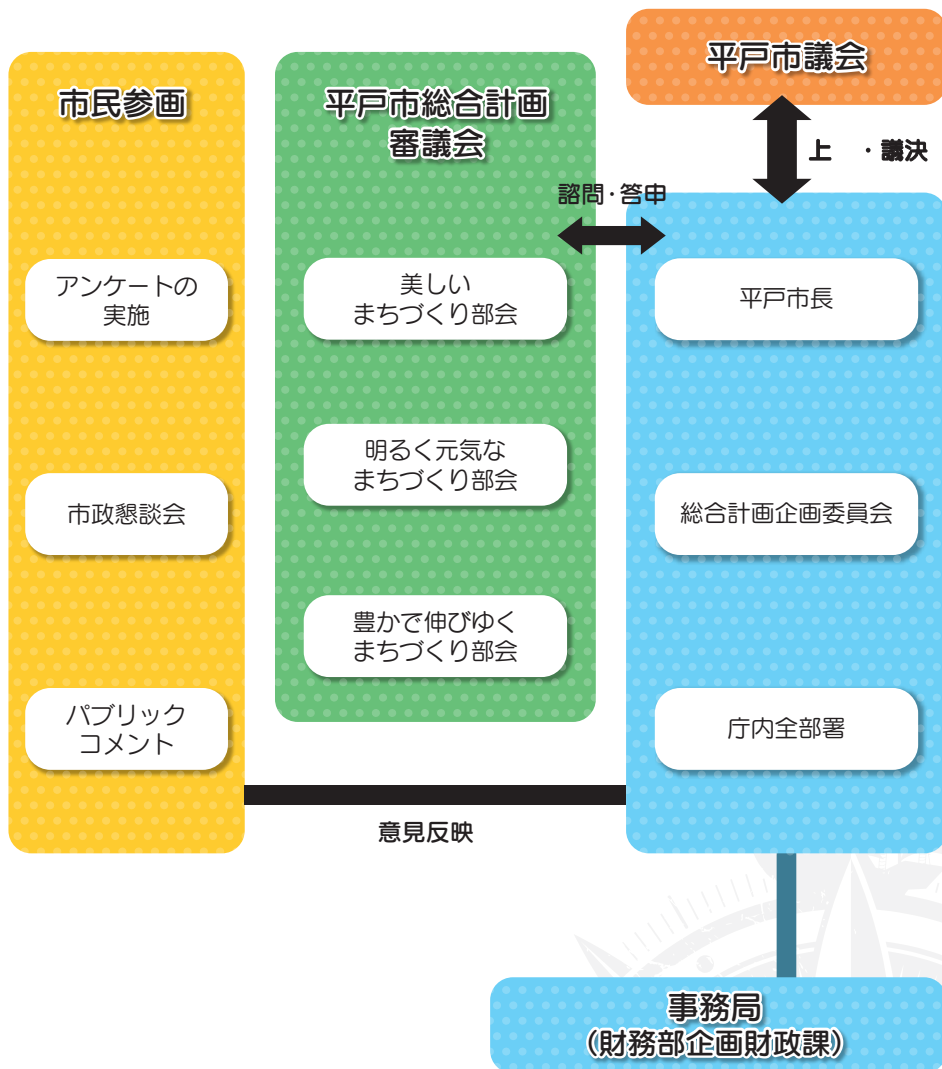 市民参画
アンケートの
実施
市政懇談会
パブリック
コメント
平戸市総合計画
審議会
美しい
まちづくり部会
明るく元気な
まちづくり部会
豊かで伸びゆく
まちづくり部会
平戸市議会
上　・議決
諮問・答申
平戸市長
総合計画企画委員会
庁内全部署
意見反映
事務局
（財務部企画財政課）